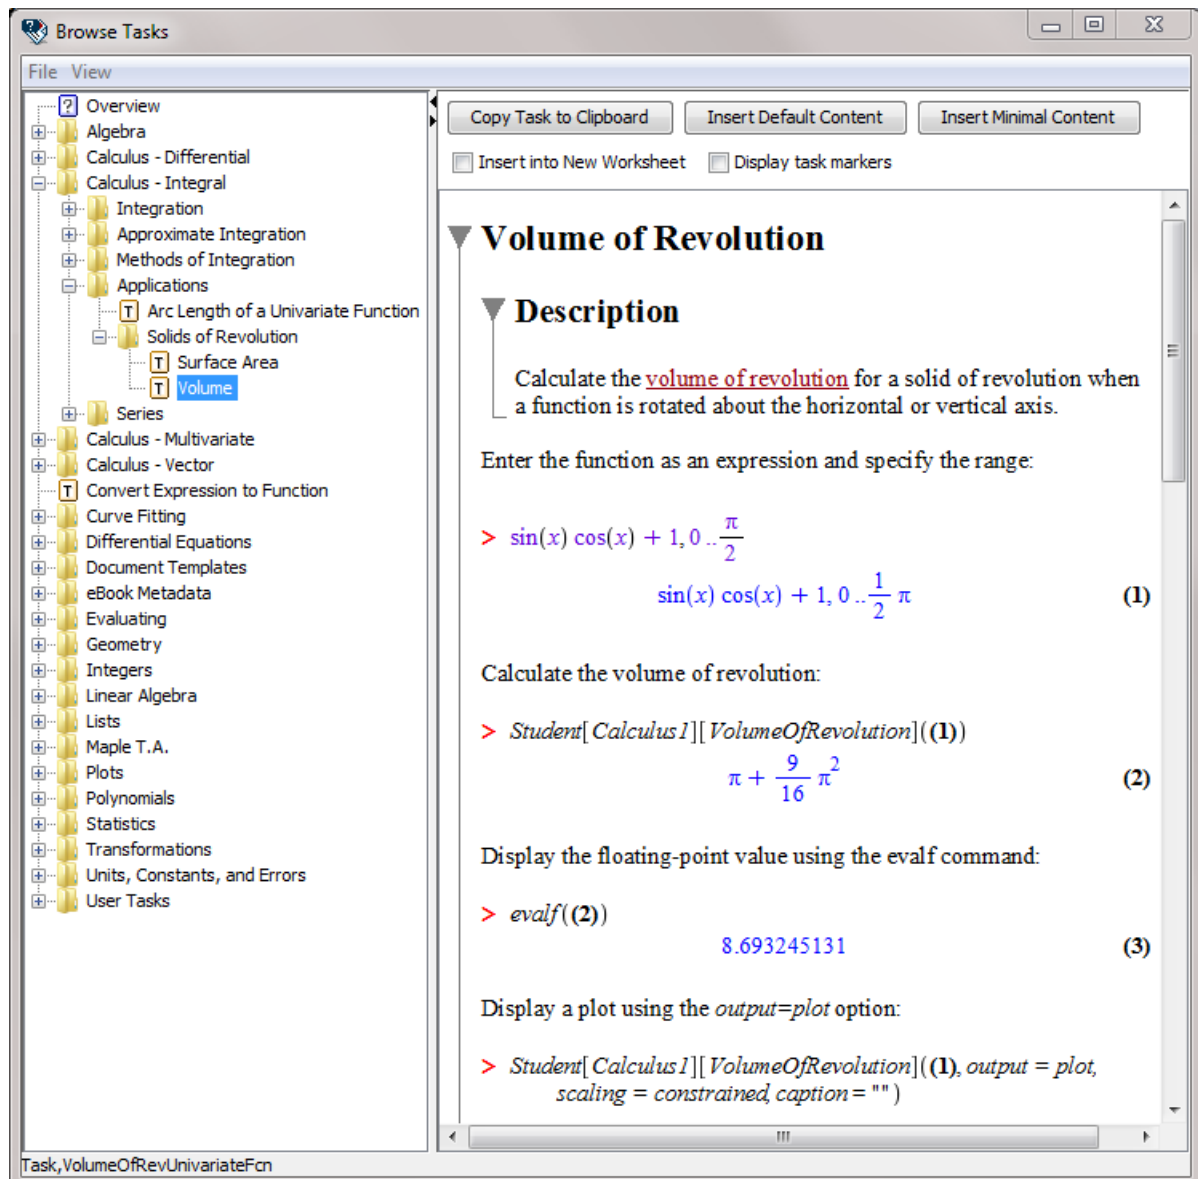 Browse Tasks
File View
Overview
Algebra
Calculus - Differential
Calculus - Integral
Integration
Approximate Integration
Methods of Integration
Applications
T Arc Length of a Univariate Function
Solids of Revolution
T Surface Area
T Volume
Series
Calculus - Multivariate
Calculus - Vector
T Convert Expression to Function
Curve Fitting
Differential Equations
Document Templates
eBook Metadata
Evaluating
Geometry
Integers
Linear Algebra
Lists
Maple T.A.
Plots
Polynomials
Statistics
Transformations
Units, Constants, and Errors
User Tasks
Copy Task to Clipboard Insert Default Content Insert Minimal Content
Insert into New Worksheet Display task markers
Volume of Revolution
Description
Calculate the volume of revolution for a solid of revolution when
a function is rotated about the horizontal or vertical axis.
Enter the function as an expression and specify the range:
> sin(x) cos(x) + 1, 0 .. π/2
sin(x) cos(x) + 1, 0 .. 1/2 π (1)
Calculate the volume of revolution:
> Student[Calculus1][VolumeOfRevolution]((1))
π + 9/16 π² (2)
Display the floating-point value using the evalf command:
> evalf((2))
8.693245131 (3)
Display a plot using the output=plot option:
> Student[Calculus1][VolumeOfRevolution]((1), output = plot,
scaling = constrained, caption = "")
Task,VolumeOfRevUnivariateFcn